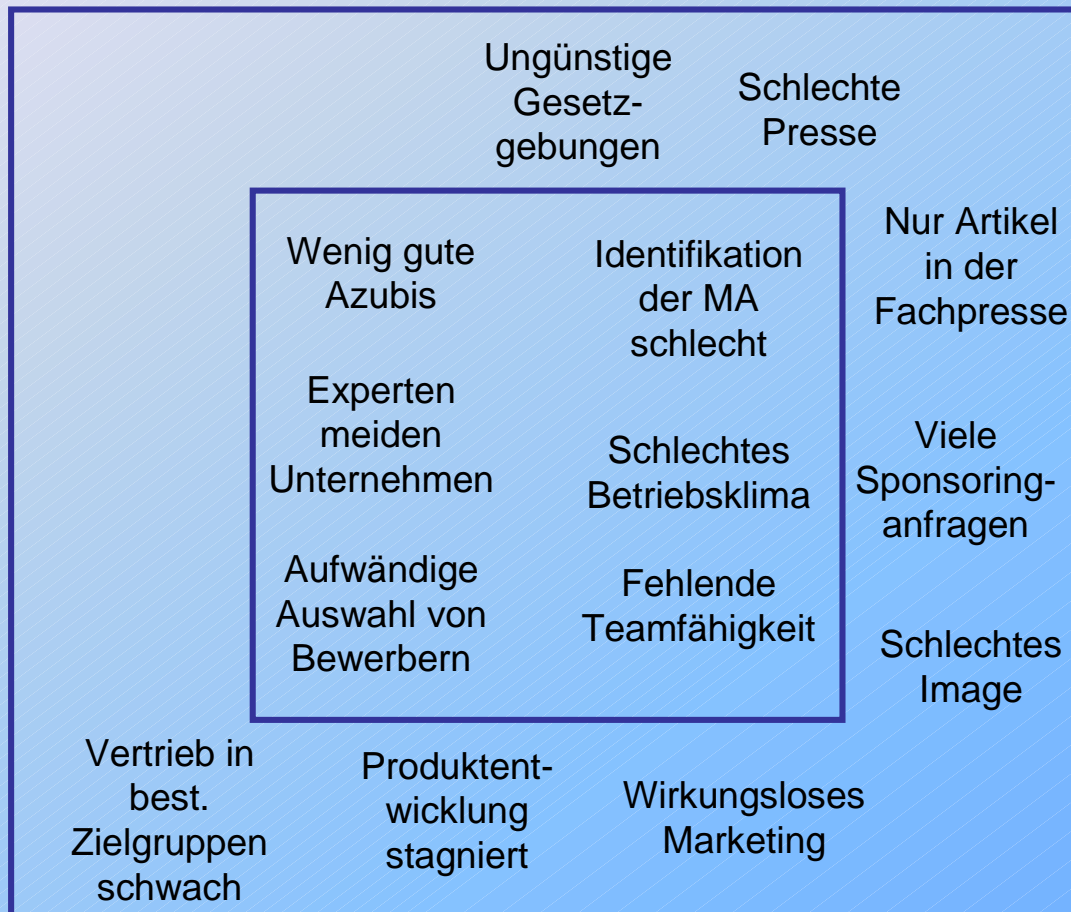 Ungünstige
Gesetz-
gebungen
Schlechte
Presse
Wenig gute
Azubis
Identifikation
der MA
schlecht
Nur Artikel
in der
Fachpresse
Experten
meiden
Unternehmen
Schlechtes
Betriebsklima
Viele
Sponsoring-
anfragen
Aufwändige
Auswahl von
Bewerbern
Fehlende
Teamfähigkeit
Schlechtes
Image
Vertrieb in
best.
Zielgruppen
schwach
Produktent-
wicklung
stagniert
Wirkungsloses
Marketing